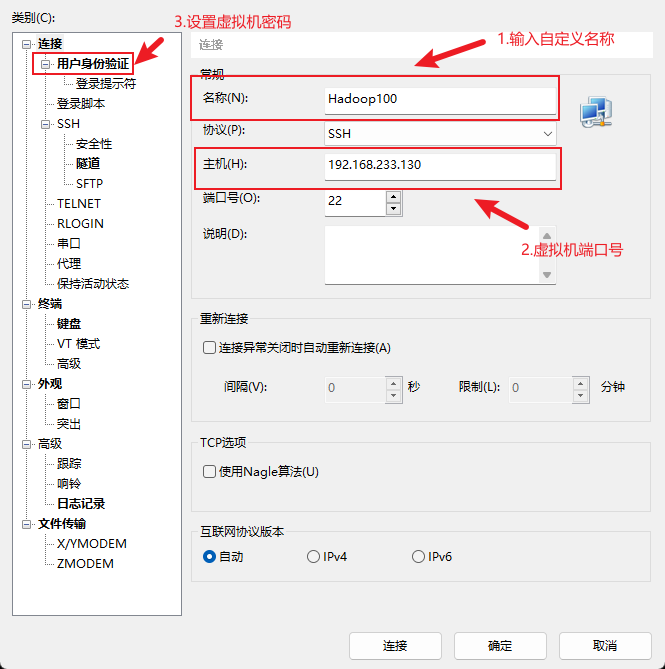 类别(C):
3.设置虚拟机密码
连接
用户身份验证
登录提示符
登录脚本
SSH
安全性
隧道
SFTP
TELNET
RLOGIN
串口
代理
保持活动状态
终端
键盘
VT 模式
高级
外观
窗口
突出
高级
跟踪
响铃
日志记录
文件传输
X/YMODEM
ZMODEM
连接
1.输入自定义名称
常规
名称(N): Hadoop100
协议(P): SSH
主机(H): 192.168.233.130
端口号(O): 22
2.虚拟机端口号
说明(D):
重新连接
连接异常关闭时自动重新连接(A)
间隔(V): 0 秒 限制(L): 0 分钟
TCP选项
使用Nagle算法(U)
互联网协议版本
自动 IPv4 IPv6
连接 确定 取消